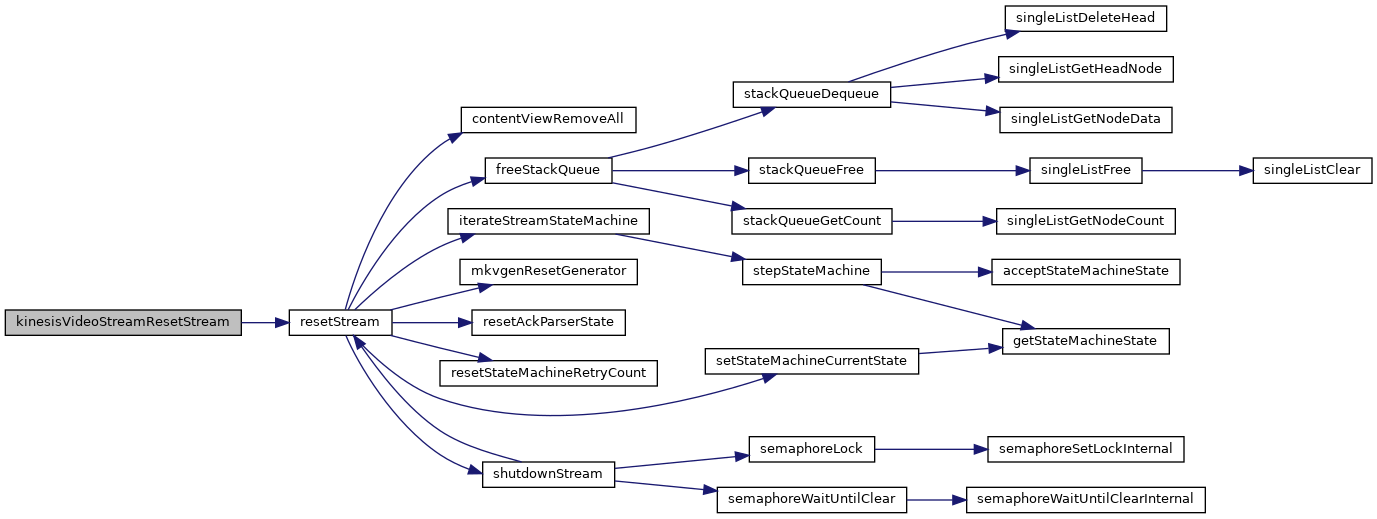 kinesisVideoStreamResetStream
resetStream
contentViewRemoveAll
freeStackQueue
iterateStreamStateMachine
mkvgenResetGenerator
resetAckParserState
resetStateMachineRetryCount
shutdownStream
stackQueueDequeue
stackQueueFree
stackQueueGetCount
stepStateMachine
setStateMachineCurrentState
semaphoreLock
semaphoreWaitUntilClear
singleListDeleteHead
singleListGetHeadNode
singleListGetNodeData
singleListFree
singleListGetNodeCount
acceptStateMachineState
getStateMachineState
semaphoreSetLockInternal
semaphoreWaitUntilClearInternal
singleListClear